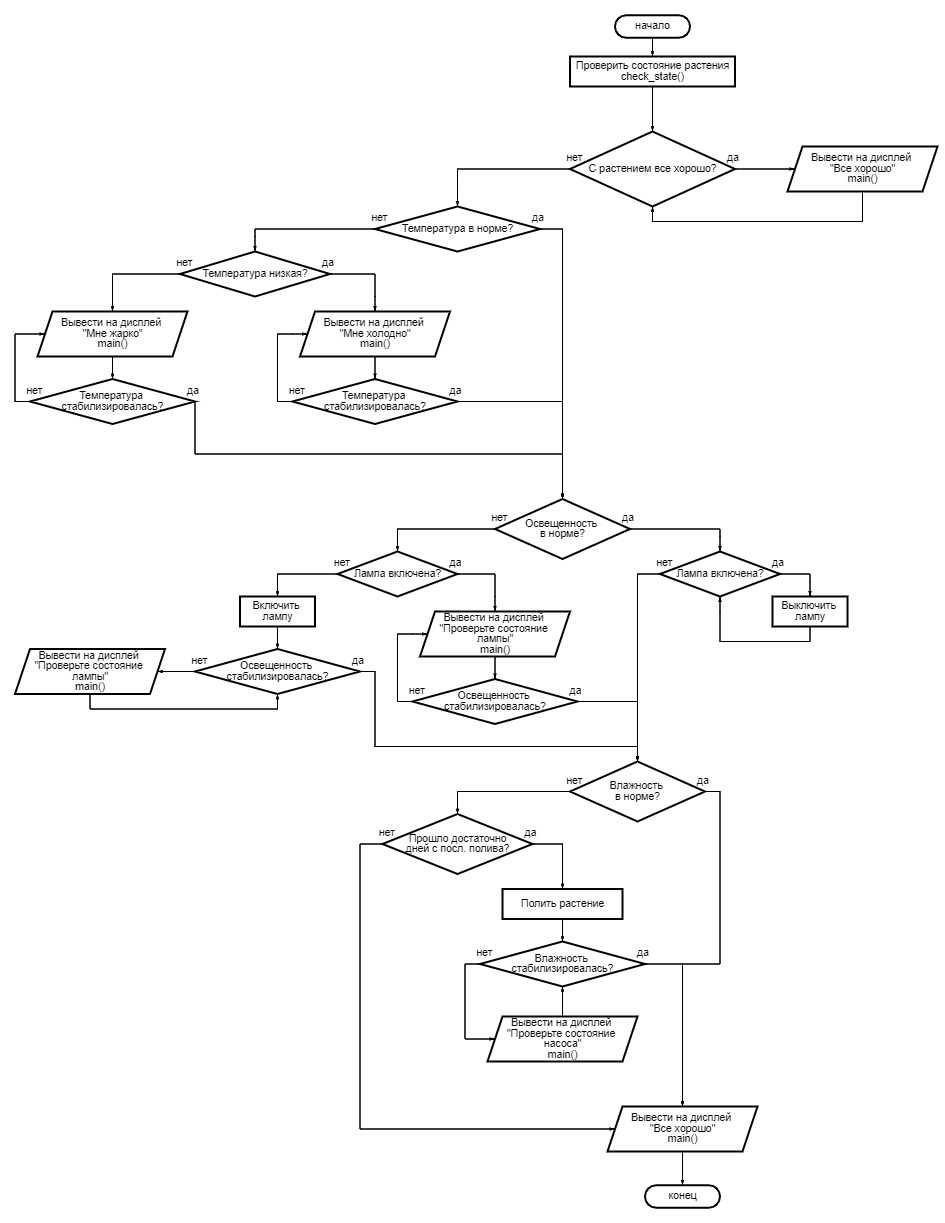 начало
Проверить состояние растения
check_state()
нет
да
С растением все хорошо?
Вывести на дисплей
"Все хорошо"
main()
нет
да
Температура в норме?
нет
да
Температура низкая?
Вывести на дисплей
"Мне жарко"
main()
Вывести на дисплей
"Мне холодно"
main()
нет
да
Температура
стабилизировалась?
нет
да
Температура
стабилизировалась?
нет
да
Освещенность
в норме?
нет
да
Лампа включена?
нет
да
Лампа включена?
Включить
лампу
Вывести на дисплей
"Проверьте состояние
лампы"
main()
Выключить
лампу
Вывести на дисплей
"Проверьте состояние
лампы"
main()
нет
да
Освещенность
стабилизировалась?
нет
да
Освещенность
стабилизировалась?
нет
да
Влажность
в норме?
нет
да
Прошло достаточно
дней с посл. полива?
Полить растение
нет
да
Влажность
стабилизировалась?
Вывести на дисплей
"Проверьте состояние
насоса"
main()
Вывести на дисплей
"Все хорошо"
main()
конец